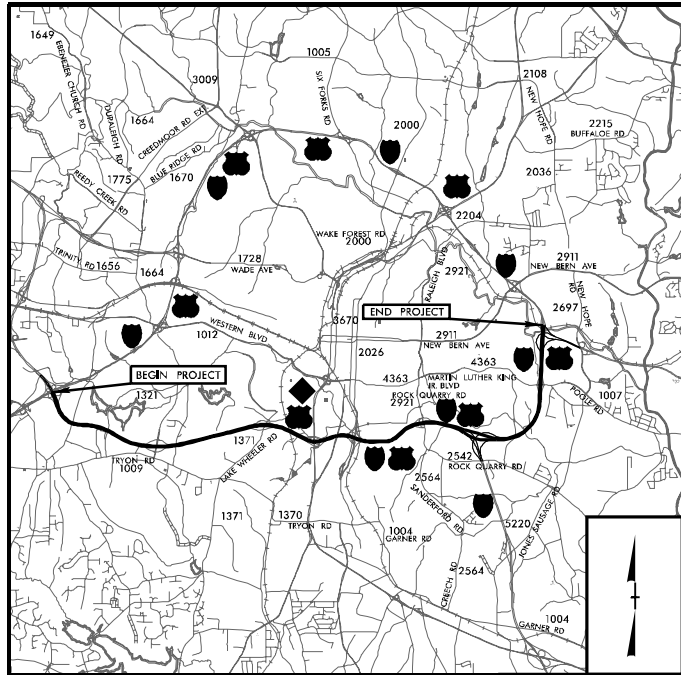 1649
EBENEZER CHURCH RD
1005
3009
SIX FORKS RD
2108
DURALEIGH RD
1664
CREEDMOOR RD EXT
NEW HOPE RD
2000
2215
BUFFALOE RD
BLUE RIDGE RD
1775
1670
2036
REEDY CREEK RD
2204
WAKE FOREST RD
2000
TRINITY RD
1656
1664
1728
WADE AVE
RALEIGH BLVD
2921
2911
NEW BERN AVE
NEW HOPE RD
2697
END PROJECT
3670
WESTERN BLVD
1012
2911
NEW BERN AVE
2026
4363
BEGIN PROJECT
4363
MARTIN LUTHER KING
JR. BLVD
ROCK QUARRY RD
2921
POOLE RD
1007
1321
1371
LAKE WHEELER RD
TRYON RD
1009
2542
ROCK QUARRY RD
2564
SANDERFORD RD
JONES SAUSAGE RD
1371
1370
TRYON RD
1004
GARNER RD
5220
CREECH RD
2564
1004
GARNER RD